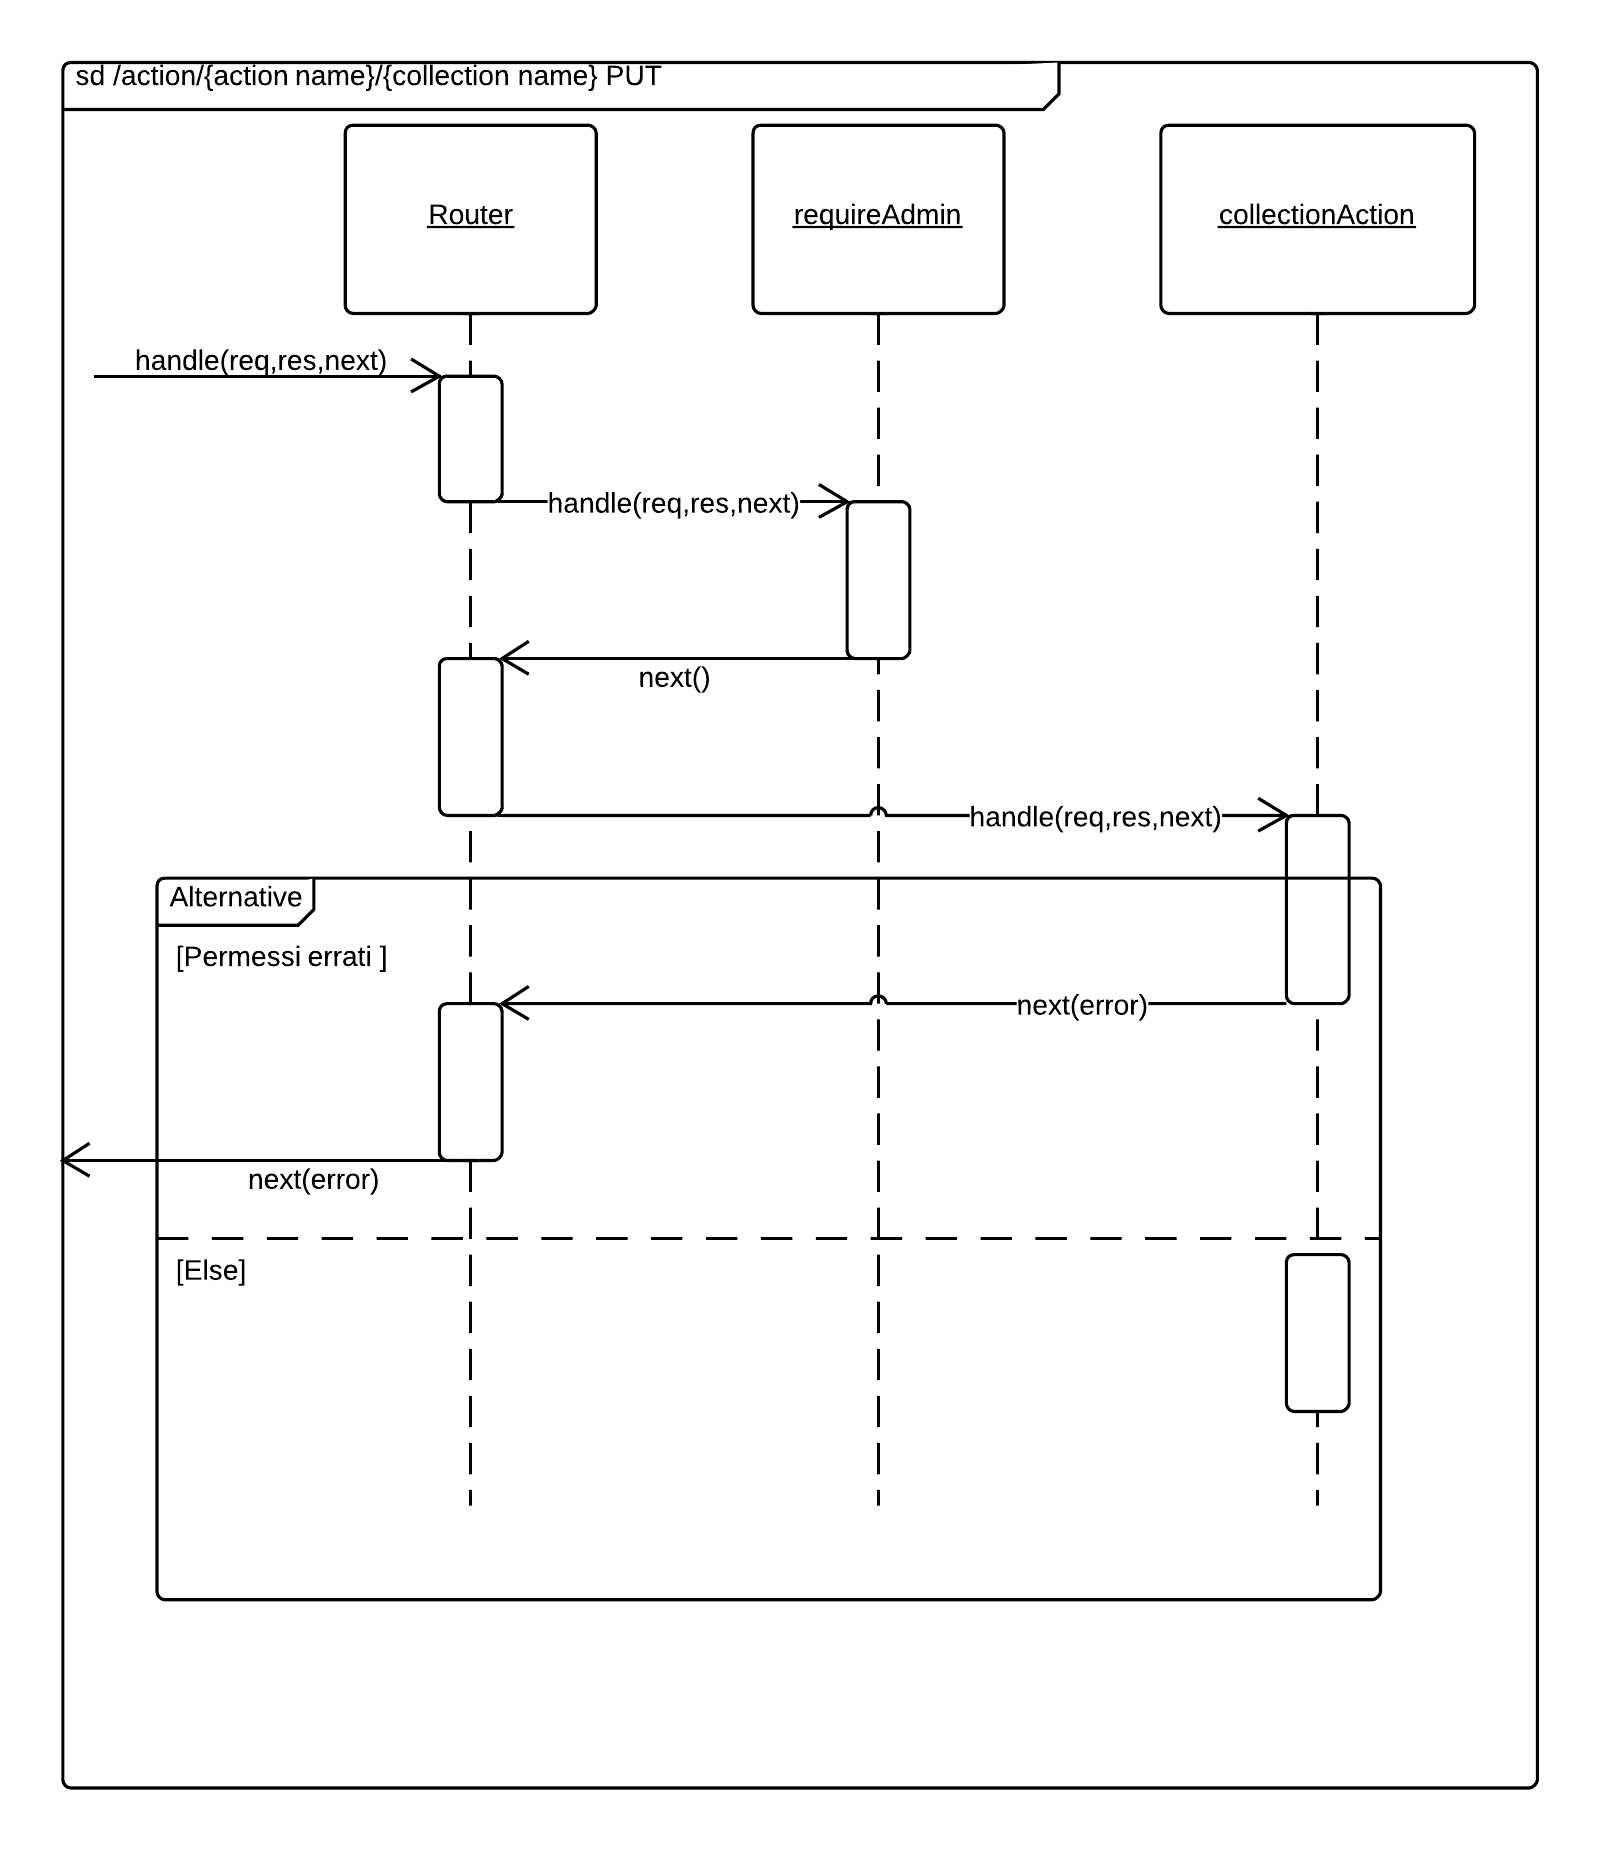 sd /action/{action name}/{collection name} PUT
Router
requireAdmin
collectionAction
handle(req,res,next)
handle(req,res,next)
next()
handle(req,res,next)
Alternative
[Permessi errati ]
next(error)
next(error)
[Else]